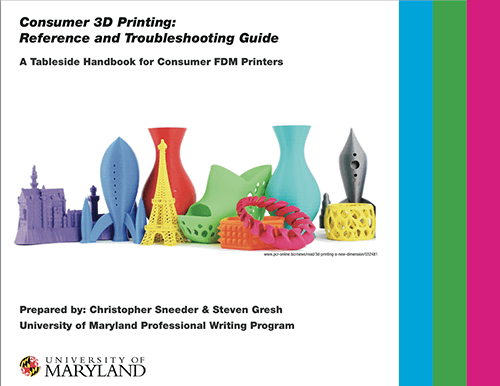 Consumer 3D Printing:
Reference and Troubleshooting Guide
A Tableside Handbook for Consumer FDM Printers
www.pcr-online.biz/news/read/3d-printing-a-new-dimension/032481
Prepared by: Christopher Sneeder & Steven Gresh
University of Maryland Professional Writing Program
UNIVERSITY OF
MARYLAND